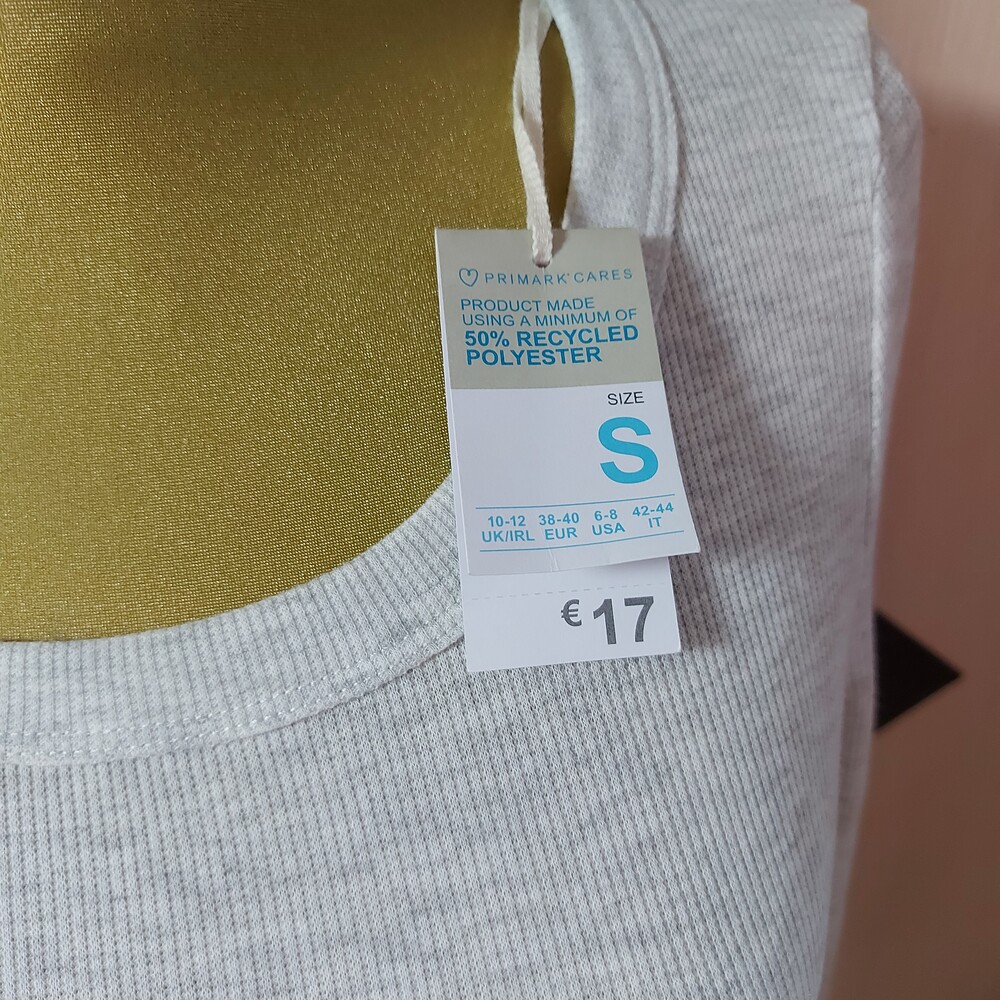 PRIMARK® CARES
PRODUCT MADE
USING A MINIMUM OF
50% RECYCLED
POLYESTER
SIZE
S
10-12 38-40 6-8 42-44
UK/IRL EUR USA IT
€17